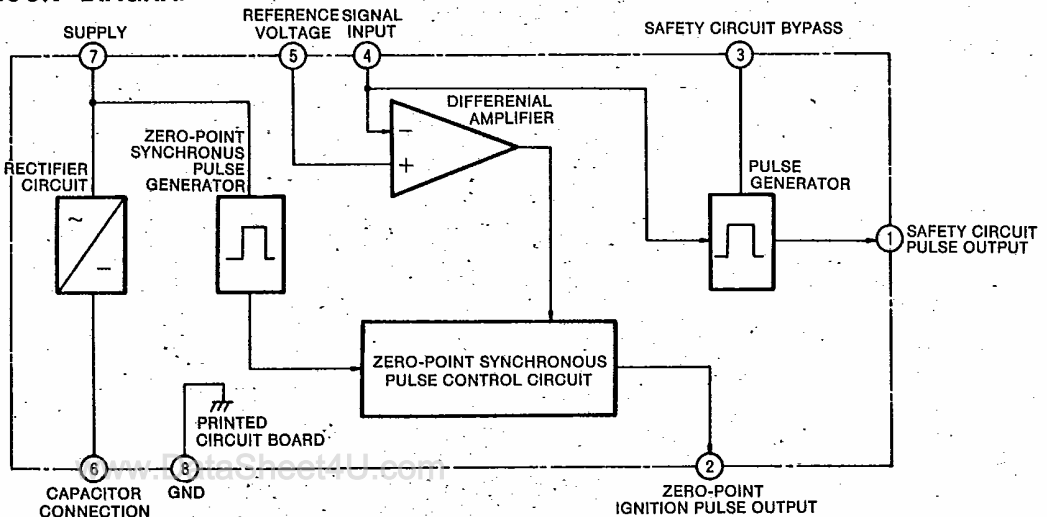 SUPPLY
7
REFERENCE
VOLTAGE
5
SIGNAL
INPUT
4
SAFETY CIRCUIT BYPASS
3
DIFFERENIAL
AMPLIFIER
−
+
ZERO-POINT
SYNCHRONUS
PULSE
GENERATOR
RECTIFIER
CIRCUIT
~
−
PULSE
GENERATOR
1
SAFETY CIRCUIT
PULSE OUTPUT
ZERO-POINT SYNCHRONOUS
PULSE CONTROL CIRCUIT
PRINTED
CIRCUIT BOARD
www.DataSheet4U.com
6
CAPACITOR
CONNECTION
8
GND
2
ZERO-POINT
IGNITION PULSE OUTPUT